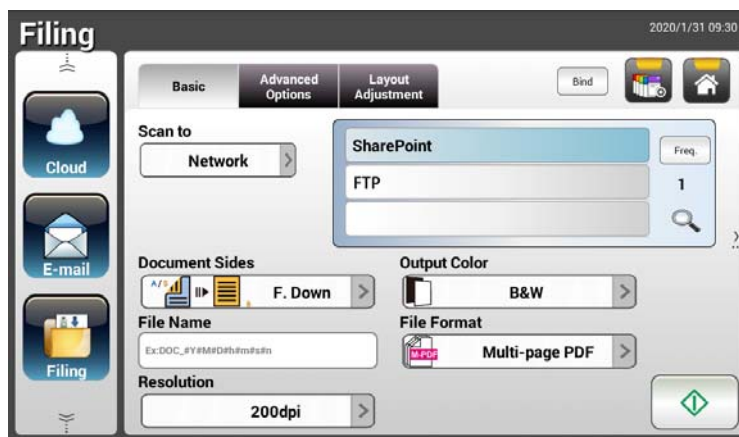 Filing
2020/1/31 09:30
Basic
Advanced Options
Layout Adjustment
Bind
Cloud
E-mail
Filing
Scan to
Network
SharePoint
FTP
Freq.
1
Document Sides
A/S
F. Down
Output Color
B&W
File Name
Ex:DOC_#Y#M#D#h#m#s#n
File Format
M-PDF
Multi-page PDF
Resolution
200dpi